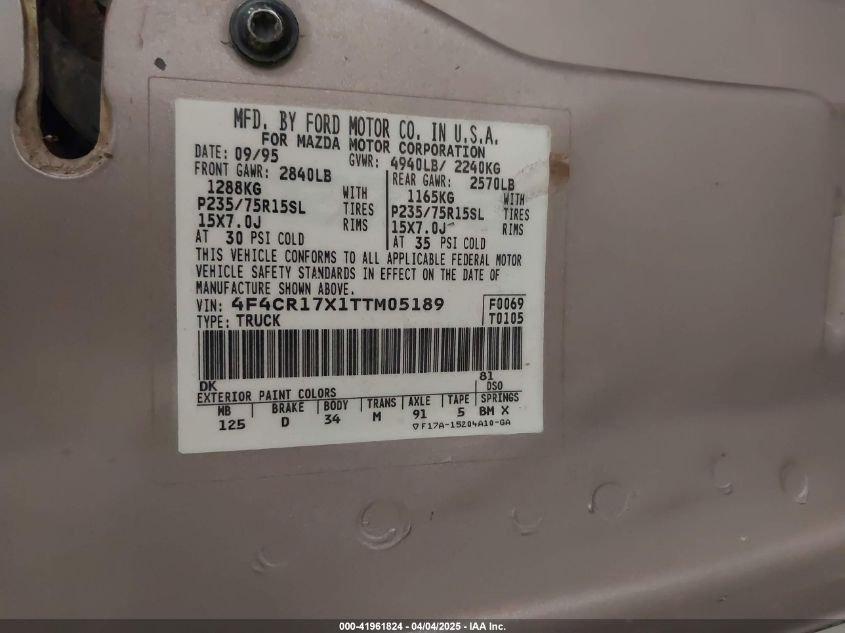 MFD. BY FORD MOTOR CO. IN U.S.A.
FOR MAZDA MOTOR CORPORATION
DATE: 09/95 GVWR: 4940LB/ 2240KG
FRONT GAWR: 2840LB REAR GAWR: 2570LB
1288KG WITH 1165KG WITH
P235/75R15SL TIRES P235/75R15SL TIRES
15X7.0J RIMS 15X7.0J RIMS
AT 30 PSI COLD AT 35 PSI COLD
THIS VEHICLE CONFORMS TO ALL APPLICABLE FEDERAL MOTOR
VEHICLE SAFETY STANDARDS IN EFFECT ON THE DATE OF
MANUFACTURE SHOWN ABOVE.
VIN: 4F4CR17X1TTM05189 F0069
TYPE: TRUCK T0105
DK 81
EXTERIOR PAINT COLORS DSO
WB BRAKE BODY TRANS AXLE TAPE SPRINGS
125 D 34 M 91 5 BM X
F17A-15204A10-GA
000-41961824 | 04/04/2025 - IAA Inc.